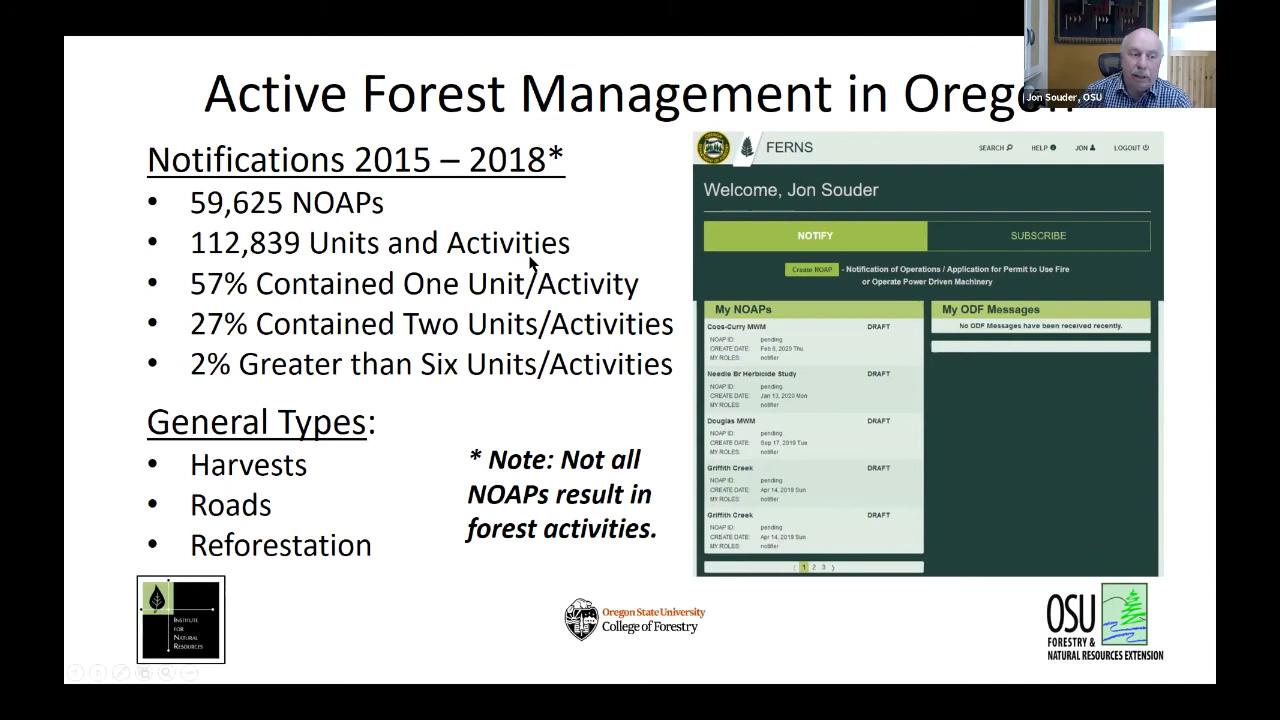 Active Forest Management in Oregon
Jon Souder, OSU
Notifications 2015 – 2018*
• 59,625 NOAPs
• 112,839 Units and Activities
• 57% Contained One Unit/Activity
• 27% Contained Two Units/Activities
• 2% Greater than Six Units/Activities
General Types:
• Harvests
• Roads
• Reforestation
* Note: Not all
NOAPs result in
forest activities.
FERNS
SEARCH
HELP
JON
LOGOUT
Welcome, Jon Souder
NOTIFY
SUBSCRIBE
Create NOAP - Notification of Operations / Application for Permit to Use Fire
or Operate Power Driven Machinery
My NOAPs
Coos-Curry MWM DRAFT
NOAP ID: pending
CREATE DATE: Feb 6, 2020 Thu
MY ROLES: notifier
Needle Br Herbicide Study DRAFT
NOAP ID: pending
CREATE DATE: Jan 13, 2020 Mon
MY ROLES: notifier
Douglas MWM DRAFT
NOAP ID: pending
CREATE DATE: Sep 17, 2019 Tue
MY ROLES: notifier
Griffith Creek DRAFT
NOAP ID: pending
CREATE DATE: Apr 14, 2019 Sun
MY ROLES: notifier
Griffith Creek DRAFT
NOAP ID: pending
CREATE DATE: Apr 14, 2019 Sun
MY ROLES: notifier
⟨ 1 2 3 ⟩
My ODF Messages
No ODF Messages have been received recently.
INSTITUTE
FOR
NATURAL
RESOURCES
Oregon State University
College of Forestry
OSU
FORESTRY &
NATURAL RESOURCES EXTENSION